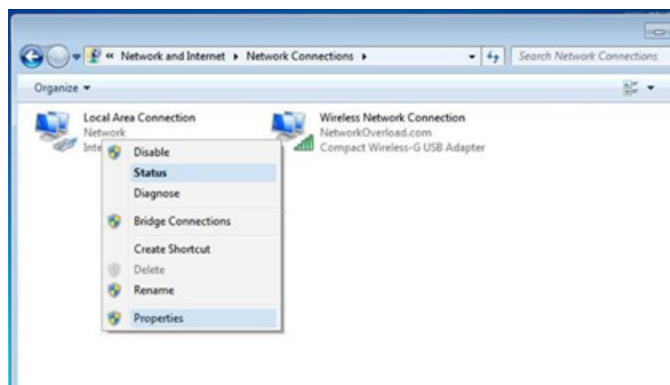 « Network and Internet ▸ Network Connections ▸
Search Network Connections
Organize
Local Area Connection
Network
Inte
Wireless Network Connection
NetworkOverload.com
Compact Wireless-G USB Adapter
Disable
Status
Diagnose
Bridge Connections
Create Shortcut
Delete
Rename
Properties